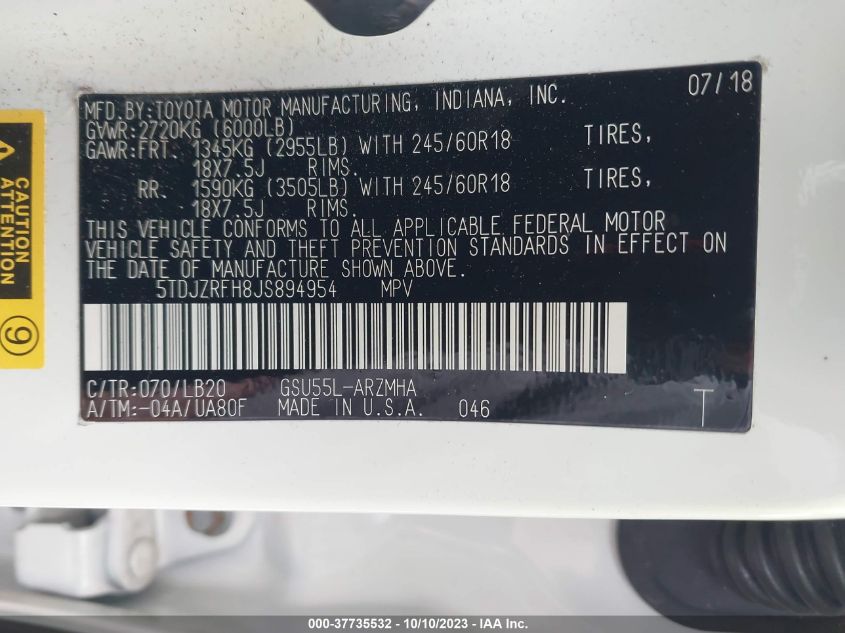 MFD.BY:TOYOTA MOTOR MANUFACTURING, INDIANA, INC. 07/18
GVWR:2720KG (6000LB)
GAWR:FRT. 1345KG (2955LB) WITH 245/60R18 TIRES,
18X7.5J RIMS.
RR. 1590KG (3505LB) WITH 245/60R18 TIRES,
18X7.5J RIMS.
THIS VEHICLE CONFORMS TO ALL APPLICABLE FEDERAL MOTOR
VEHICLE SAFETY AND THEFT PREVENTION STANDARDS IN EFFECT ON
THE DATE OF MANUFACTURE SHOWN ABOVE.
5TDJZRFH8JS894954 MPV
C/TR:070/LB20 GSU55L-ARZMHA
A/TM:-04A/UA80F MADE IN U.S.A. 046 T
CAUTION
ATTENTION
9
000-37735532 - 10/10/2023 - IAA Inc.